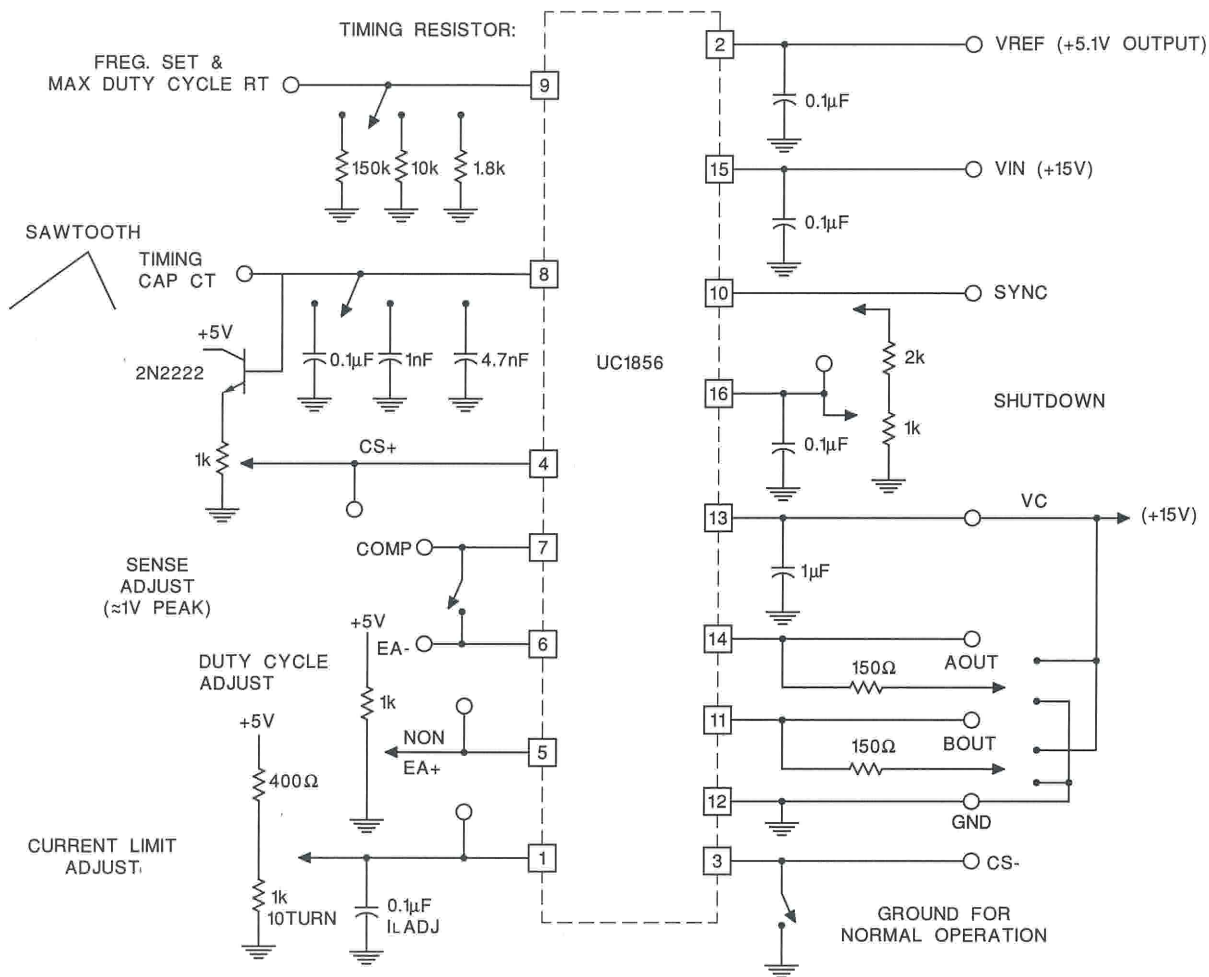 TIMING RESISTOR:
FREG. SET &
MAX DUTY CYCLE RT
9
150k
10k
1.8k
SAWTOOTH
TIMING
CAP CT
8
+5V
2N2222
0.1µF
1nF
4.7nF
1k
CS+
4
COMP
7
SENSE
ADJUST
(≈1V PEAK)
EA-
6
+5V
DUTY CYCLE
ADJUST
1k
NON
EA+
5
+5V
400Ω
CURRENT LIMIT
ADJUST
1
1k
10TURN
0.1µF
ILADJ
UC1856
2
VREF (+5.1V OUTPUT)
0.1µF
15
VIN (+15V)
0.1µF
10
SYNC
2k
16
SHUTDOWN
0.1µF
1k
13
VC
(+15V)
1µF
14
AOUT
150Ω
11
BOUT
150Ω
12
GND
3
CS-
GROUND FOR
NORMAL OPERATION